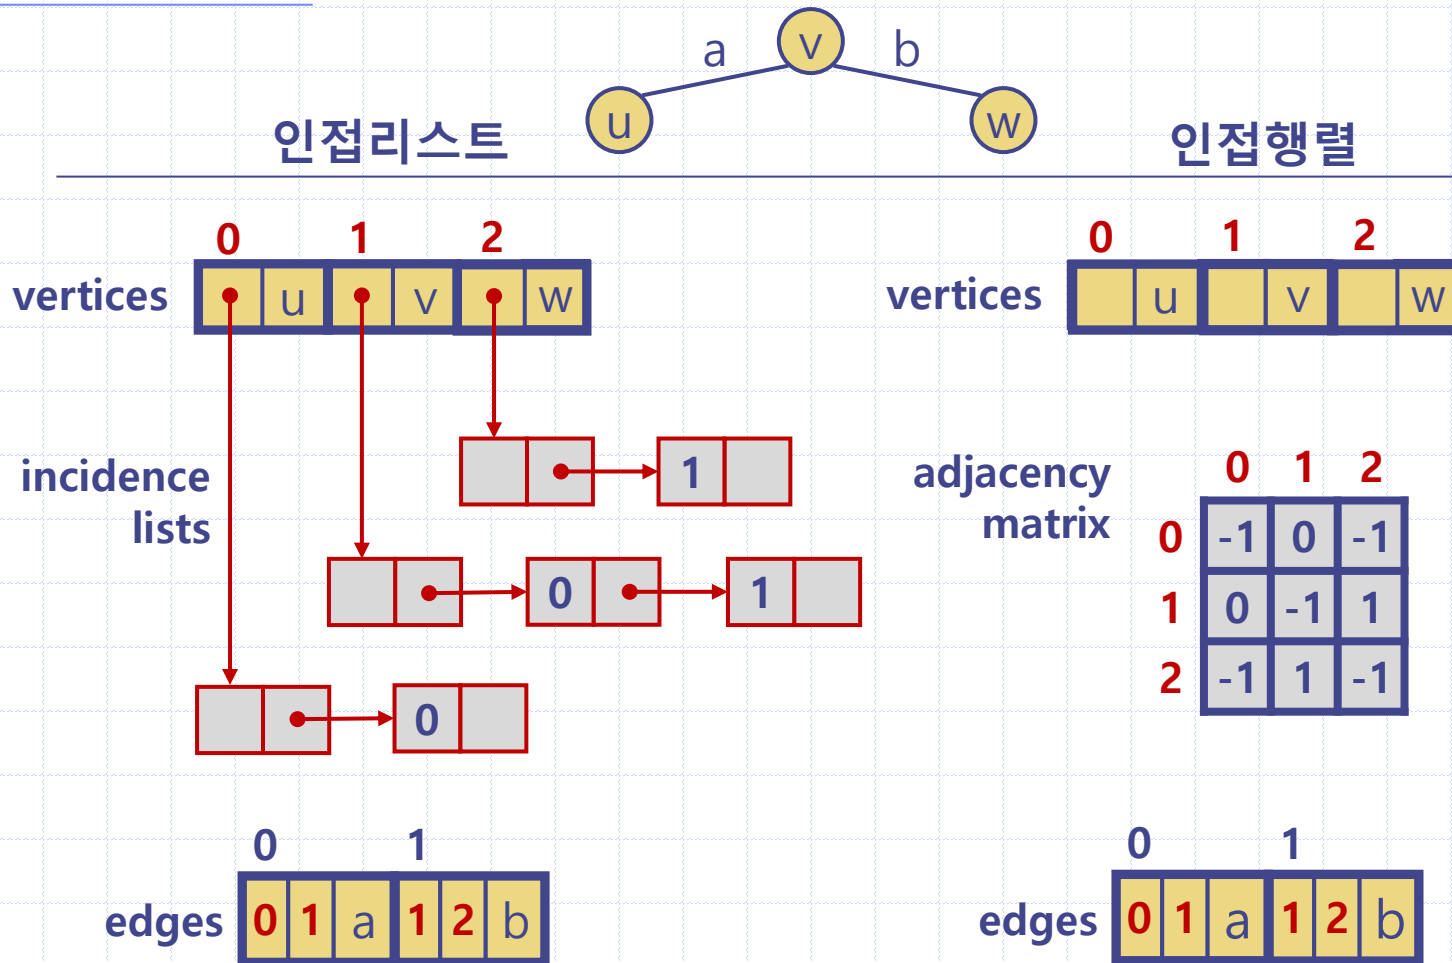 v
a b
u w
인접리스트
0 1 2
vertices u v w
incidence
lists
1
0 1
0
0 1
edges 0 1 a 1 2 b
인접행렬
0 1 2
vertices u v w
adjacency
matrix
0 1 2
0 -1 0 -1
1 0 -1 1
2 -1 1 -1
0 1
edges 0 1 a 1 2 b